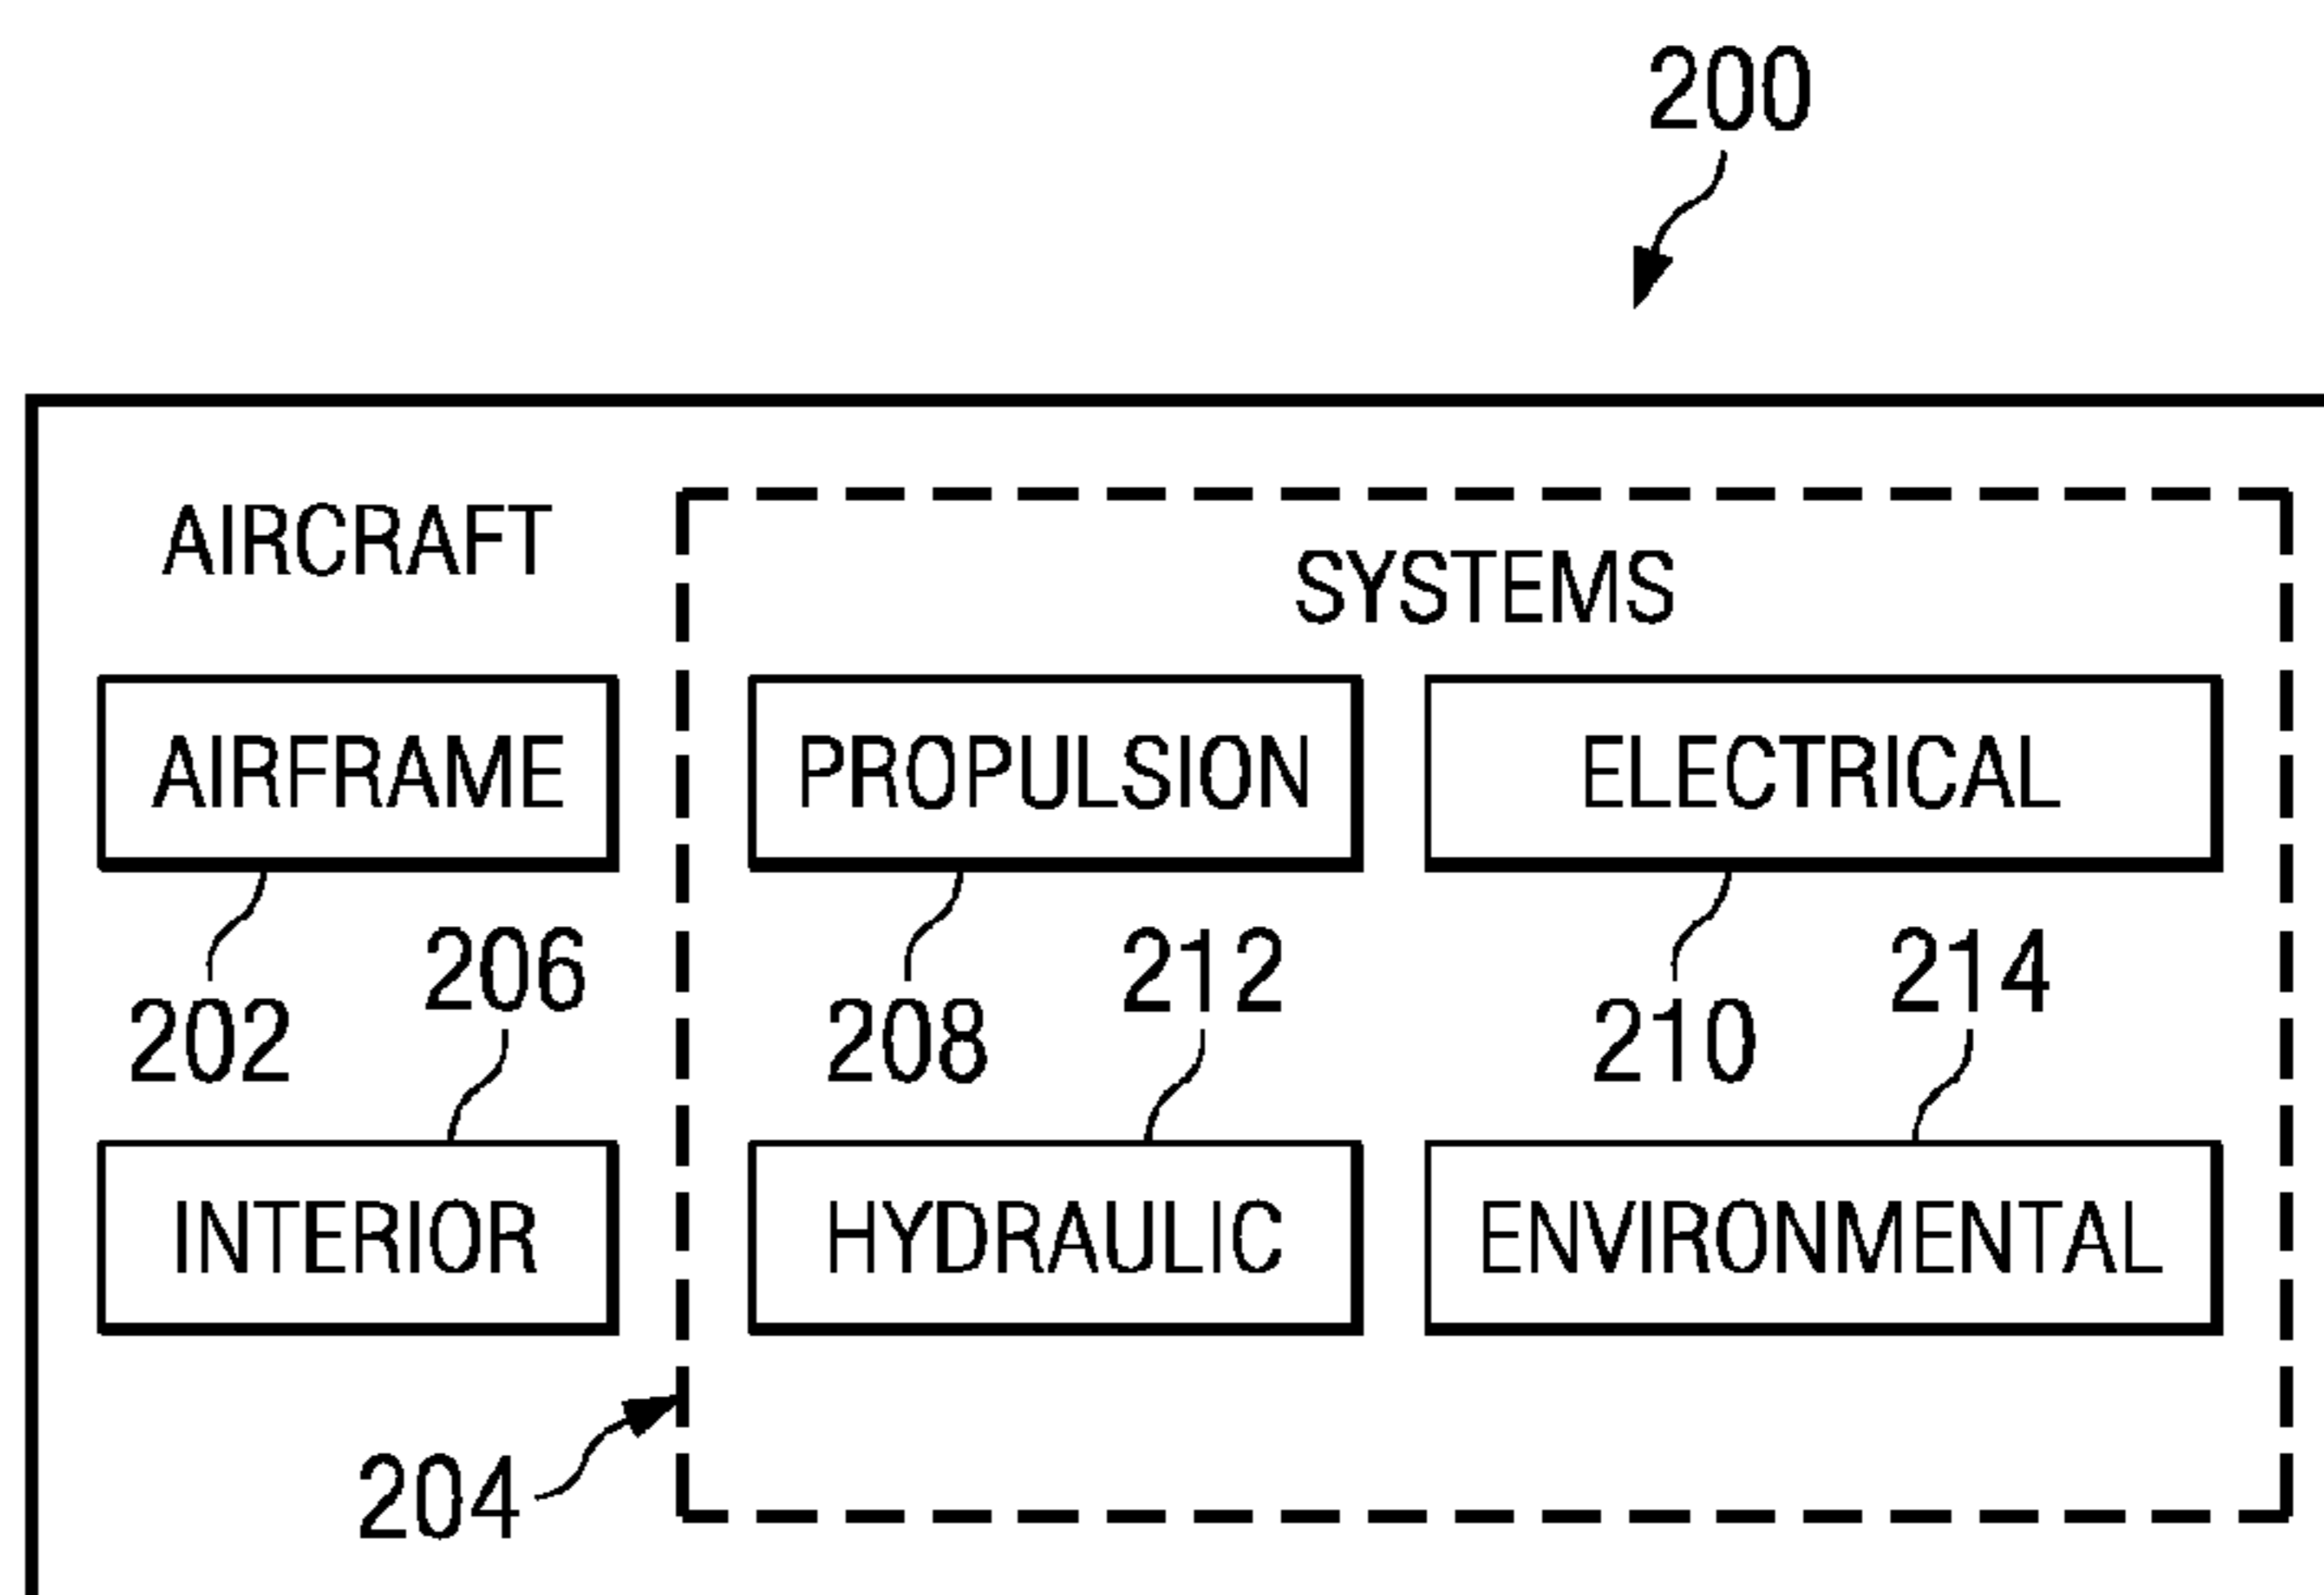 200
AIRCRAFT
SYSTEMS
AIRFRAME
PROPULSION
ELECTRICAL
206
212
214
202
208
210
INTERIOR
HYDRAULIC
ENVIRONMENTAL
204